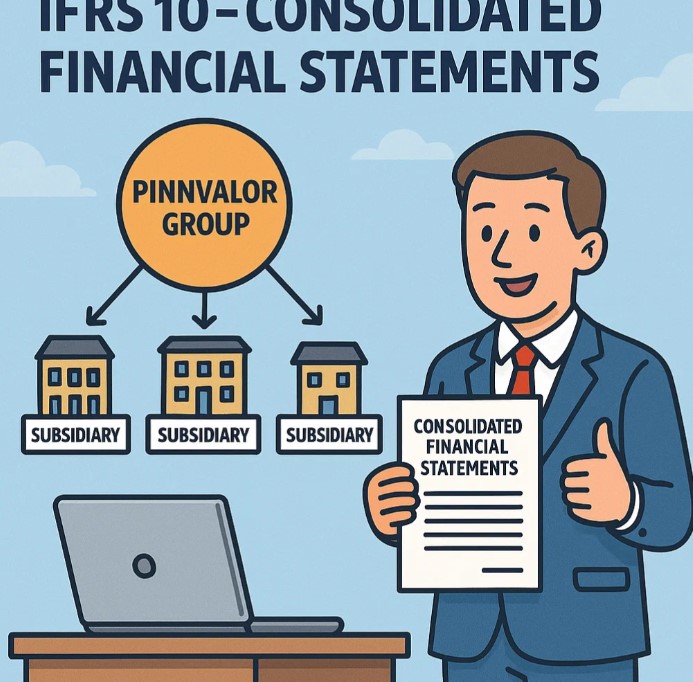 IFRS 10 – CONSOLIDATED
FINANCIAL STATEMENTS
PINNVALOR
GROUP
SUBSIDIARY
SUBSIDIARY
SUBSIDIARY
CONSOLIDATED
FINANCIAL
STATEMENTS